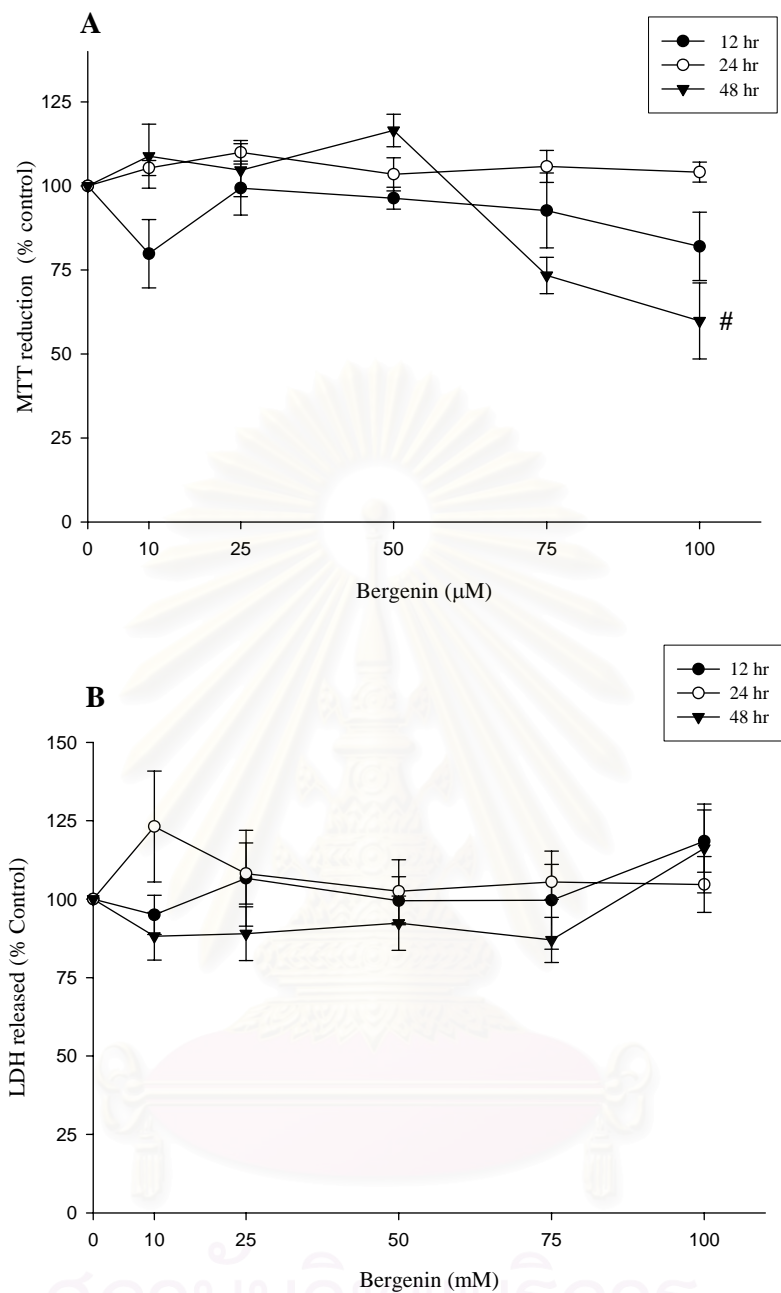 A
12 hr
24 hr
48 hr
MTT reduction (% control)
125
100
75
50
25
0
#
0 10 25 50 75 100
Bergenin (μM)
B
12 hr
24 hr
48 hr
LDH released (% Control)
150
125
100
75
50
25
0
0 10 25 50 75 100
Bergenin (mM)